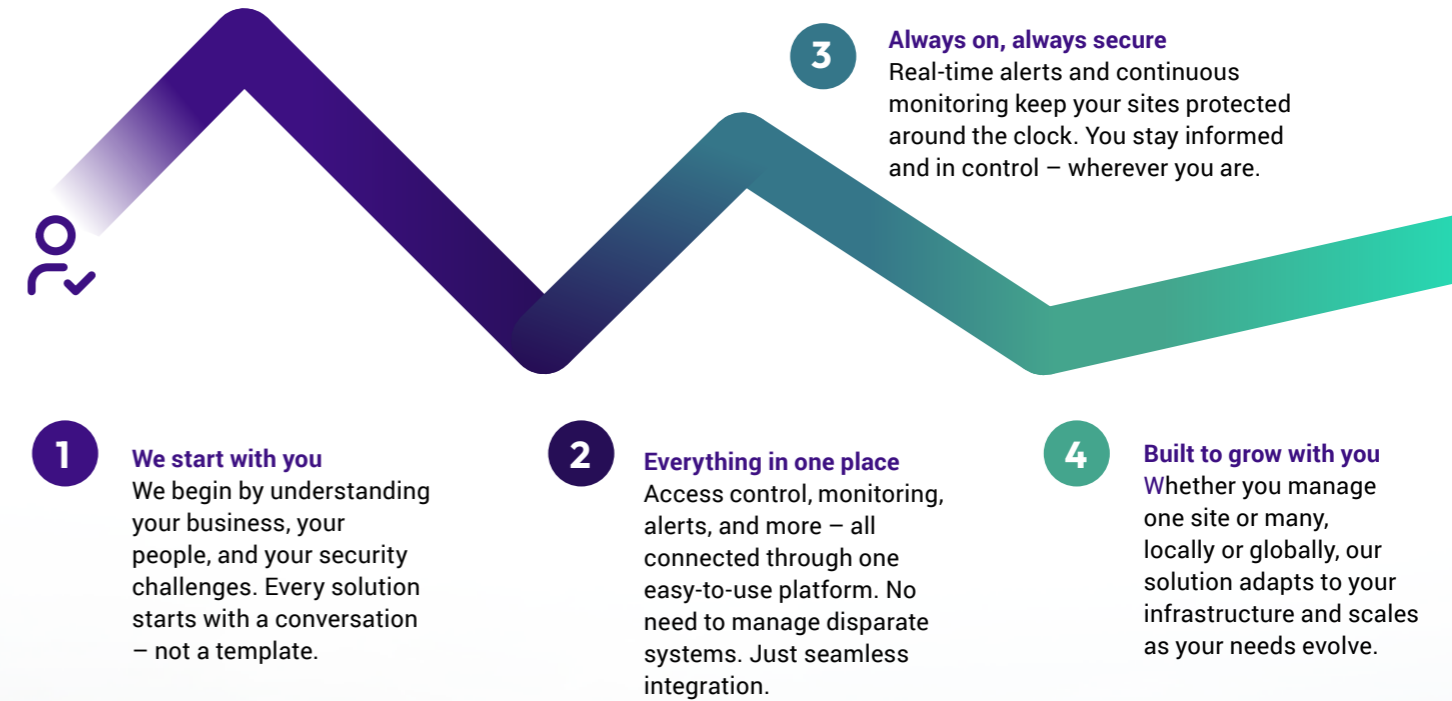 1
We start with you
We begin by understanding
your business, your
people, and your security
challenges. Every solution
starts with a conversation
– not a template.
2
Everything in one place
Access control, monitoring,
alerts, and more – all
connected through one
easy-to-use platform. No
need to manage disparate
systems. Just seamless
integration.
3
Always on, always secure
Real-time alerts and continuous
monitoring keep your sites protected
around the clock. You stay informed
and in control – wherever you are.
4
Built to grow with you
Whether you manage
one site or many,
locally or globally, our
solution adapts to your
infrastructure and scales
as your needs evolve.